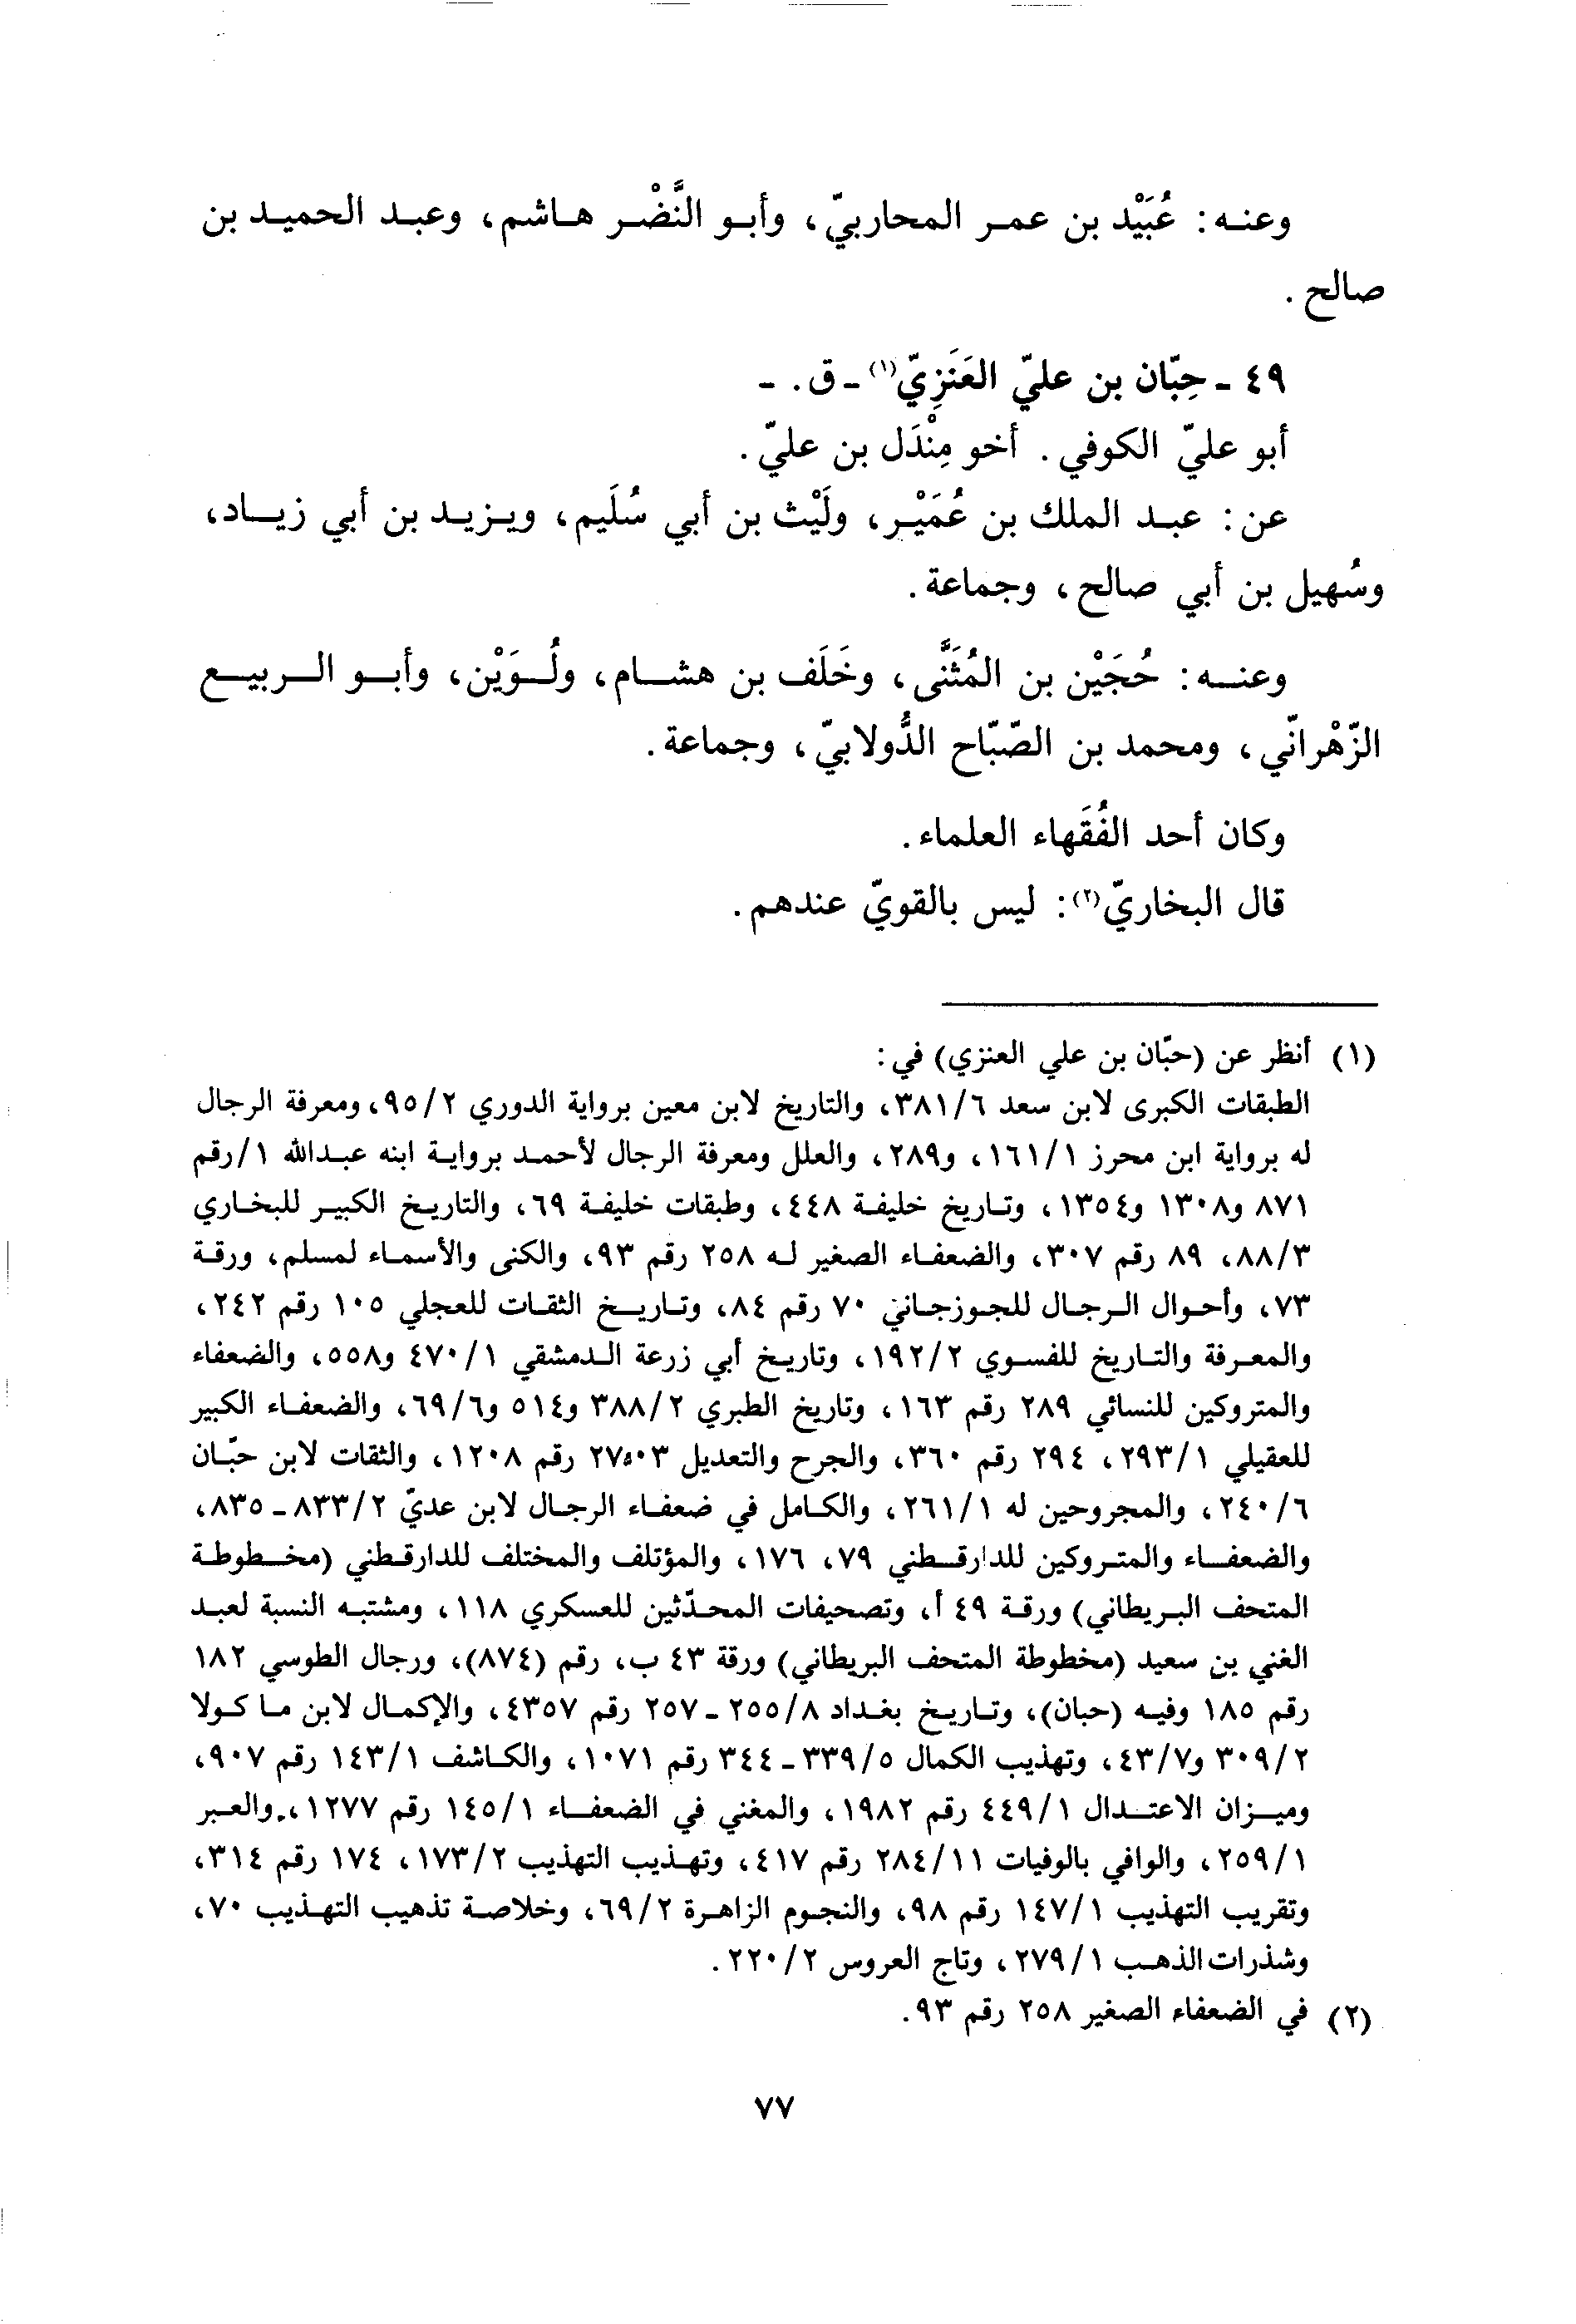 وعنه: عُبَيْد بن عمر المحاربيّ، وأبو النَّضْر هاشم، وعبد الحميد بن
صالح.
٤٩ - حِبّان بن عليّ العَنَزِيّ(١) - ق. -
أبو عليّ الكوفي. أخو مِنْدَل بن عليّ.
عن: عبد الملك بن عُمَيْر، ولَيْث بن أبي سُلَيم، ويزيد بن أبي زياد،
وسُهيل بن أبي صالح، وجماعة.
وعنه: حُجَيْن بن المُثَنَّى، وخَلَف بن هشام، ولُوَيْن، وأبو الربيع
الزّهْرانّي، ومحمد بن الصّبّاح الدُّولابيّ، وجماعة.
وكان أحد الفُقَهاء العلماء.
قال البخاريّ(٢): ليس بالقويّ عندهم.
(١) أنظر عن (حبّان بن علي العنزي) في:
الطبقات الكبرى لابن سعد ٣٨١/٦، والتاريخ لابن معين برواية الدوري ٩٥/٢، ومعرفة الرجال
له برواية ابن محرز ١٦١/١، و٢٨٩، والعلل ومعرفة الرجال لأحمد برواية ابنه عبدالله ١/رقم
٨٧١ و١٣٠٨ و١٣٥٤، وتاريخ خليفة ٤٤٨، وطبقات خليفة ٦٩، والتاريخ الكبير للبخاري
٨٨/٣، ٨٩ رقم ٣٠٧، والضعفاء الصغير له ٢٥٨ رقم ٩٣، والكنى والأسماء لمسلم، ورقة
٧٣، وأحوال الرجال للجوزجاني ٧٠ رقم ٨٤، وتاريخ الثقات للعجلي ١٠٥ رقم ٢٤٢،
والمعرفة والتاريخ للفسوي ١٩٢/٢، وتاريخ أبي زرعة الدمشقي ٤٧٠/١ و٥٥٨، والضعفاء
والمتروكين للنسائي ٢٨٩ رقم ١٦٣، وتاريخ الطبري ٣٨٨/٢ و٥١٤ و٦٩/٦، والضعفاء الكبير
للعقيلي ٢٩٣/١، ٢٩٤ رقم ٣٦٠، والجرح والتعديل رقم ١٢٠٨، والثقات لابن حبّان
٢٤٠/٦، والمجروحين له ٢٦١/١، والكامل في ضعفاء الرجال لابن عديّ ٨٣٣/٢ - ٨٣٥،
والضعفاء والمتروكين للدارقطني ٧٩، ١٧٦، والمؤتلف والمختلف للدارقطني (مخطوطة
المتحف البريطاني) ورقة ٤٩ أ، وتصحيفات المحدّثين للعسكري ١١٨، ومشتبه النسبة لعبد
الغني بن سعيد (مخطوطة المتحف البريطاني) ورقة ٤٣ ب، رقم (٨٧٤)، ورجال الطوسي ١٨٢
رقم ١٨٥ وفيه (حبان)، وتاريخ بغداد ٢٥٥/٨ - ٢٥٧ رقم ٤٣٥٧، والإكمال لابن ما كولا
٣٠٩/٢ و٤٣/٧، وتهذيب الكمال ٣٣٩/٥ - ٣٤٤ رقم ١٠٧١، والكاشف ١٤٣/١ رقم ٩٠٧،
وميزان الاعتدال ٤٤٩/١ رقم ١٩٨٢، والمغني في الضعفاء ١٤٥/١ رقم ١٢٧٧،.والعبر
٢٥٩/١، والوافي بالوفيات ٢٨٤/١١ رقم ٤١٧، وتهذيب التهذيب ١٧٣/٢، ١٧٤ رقم ٣١٤،
وتقريب التهذيب ١٤٧/١ رقم ٩٨، والنجوم الزاهرة ٦٩/٢، وخلاصة تذهيب التهذيب ٧٠،
وشذرات الذهب ٢٧٩/١، وتاج العروس ٢٢٠/٢.
(٢) في الضعفاء الصغير ٢٥٨ رقم ٩٣.
٧٧